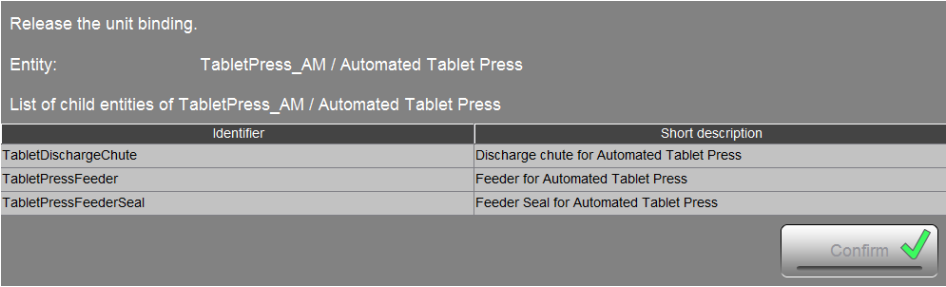 Release the unit binding.
Entity: TabletPress_AM / Automated Tablet Press
List of child entities of TabletPress_AM / Automated Tablet Press
Identifier Short description
TabletDischargeChute Discharge chute for Automated Tablet Press
TabletPressFeeder Feeder for Automated Tablet Press
TabletPressFeederSeal Feeder Seal for Automated Tablet Press
Confirm